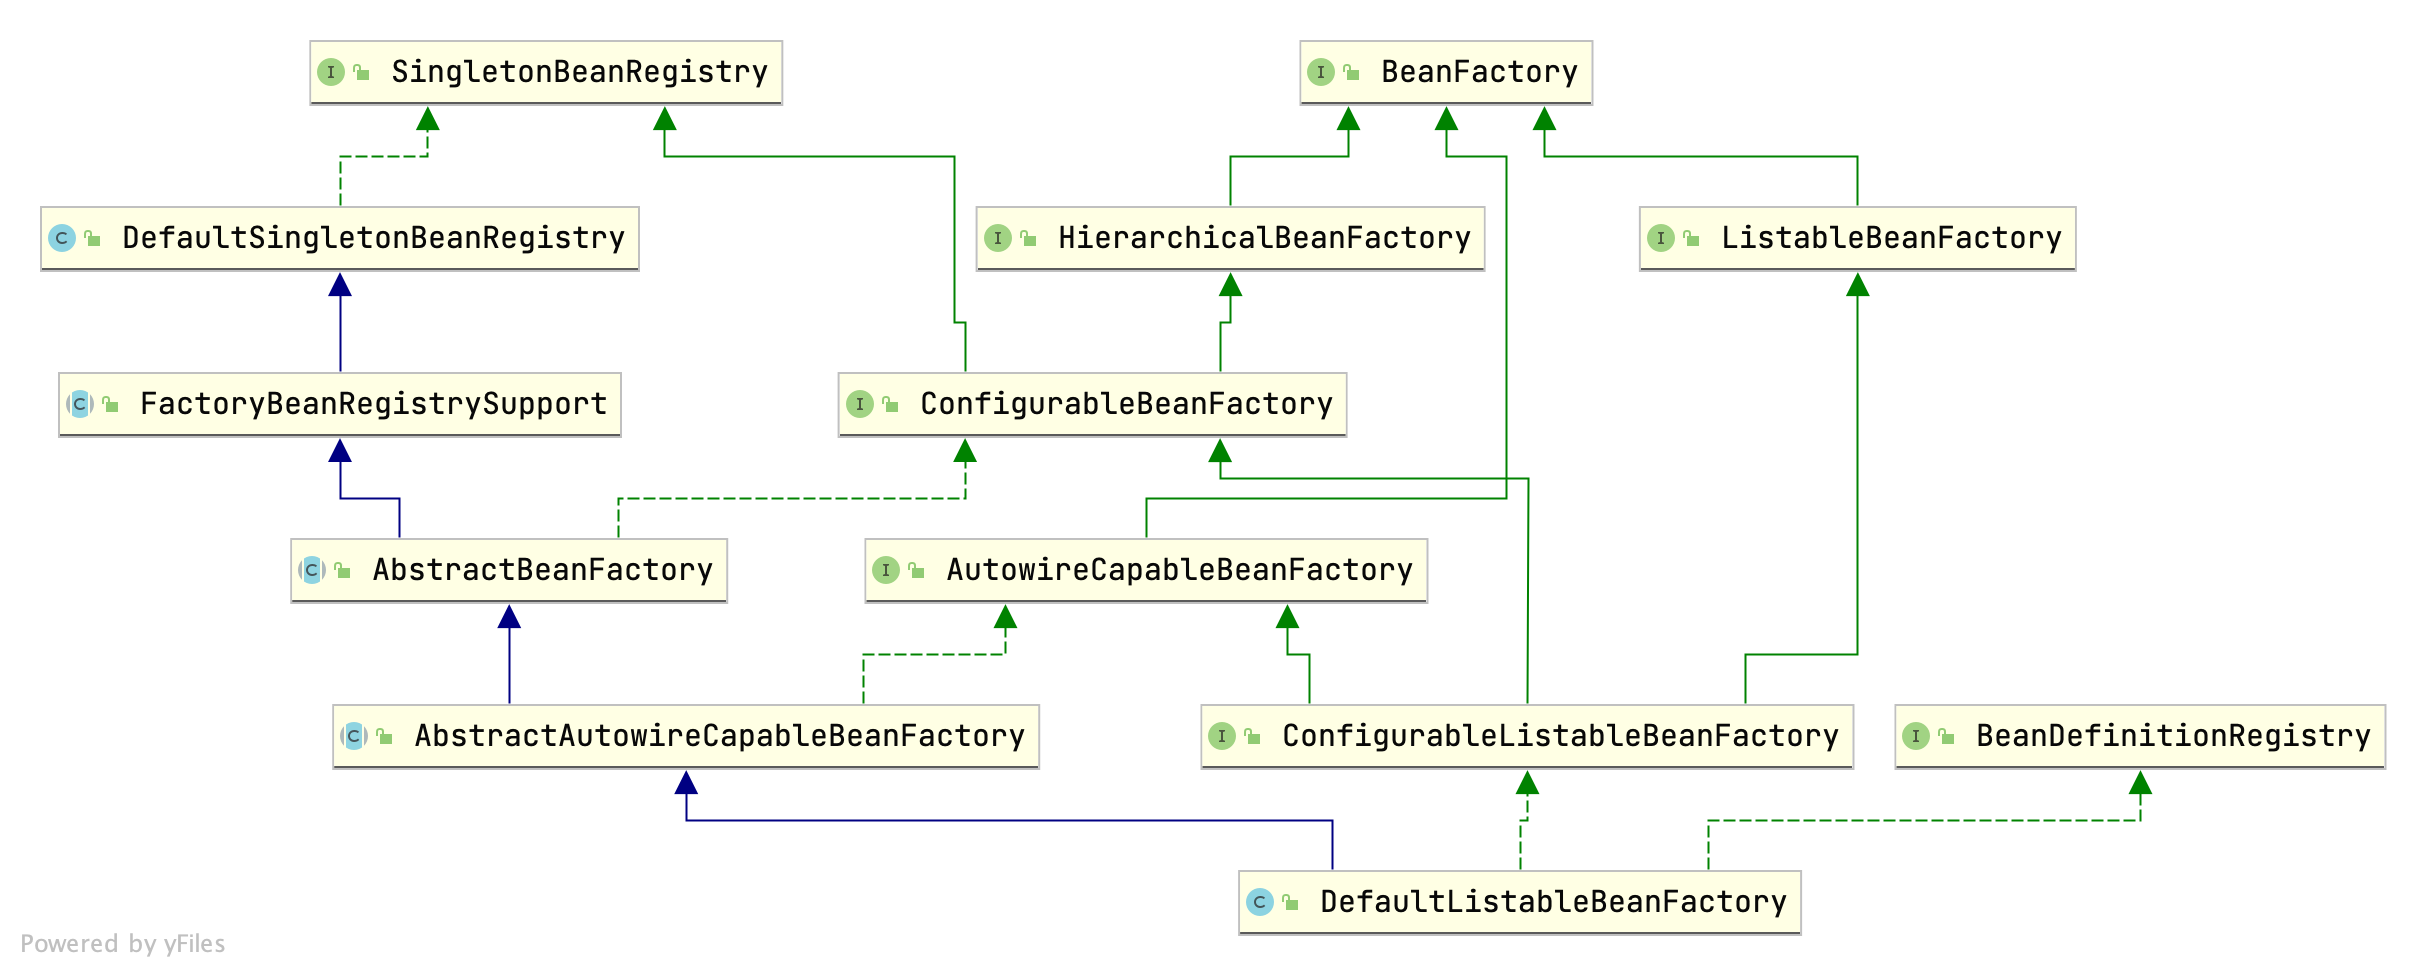 SingletonBeanRegistry
BeanFactory
DefaultSingletonBeanRegistry
HierarchicalBeanFactory
ListableBeanFactory
FactoryBeanRegistrySupport
ConfigurableBeanFactory
AbstractBeanFactory
AutowireCapableBeanFactory
AbstractAutowireCapableBeanFactory
ConfigurableListableBeanFactory
BeanDefinitionRegistry
DefaultListableBeanFactory
Powered by yFiles